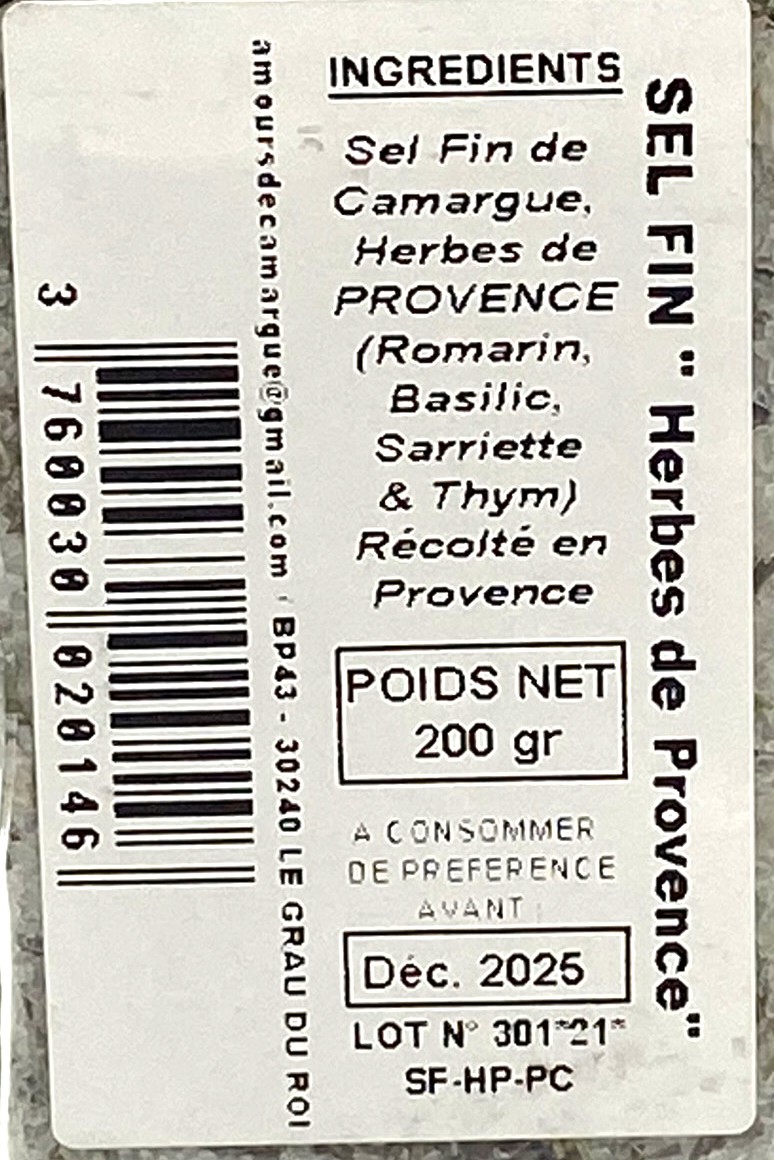 SEL FIN " Herbes de Provence"
INGREDIENTS
Sel Fin de
Camargue,
Herbes de
PROVENCE
(Romarin,
Basilic,
Sarriette
& Thym)
Récolté en
Provence
POIDS NET
200 gr
A CONSOMMER
DE PREFERENCE
AVANT :
Déc. 2025
LOT N° 301*21*
SF-HP-PC
amoursdecamargue@gmail.com / BP43 - 30240 LE GRAU DU ROI
3 760030 020146